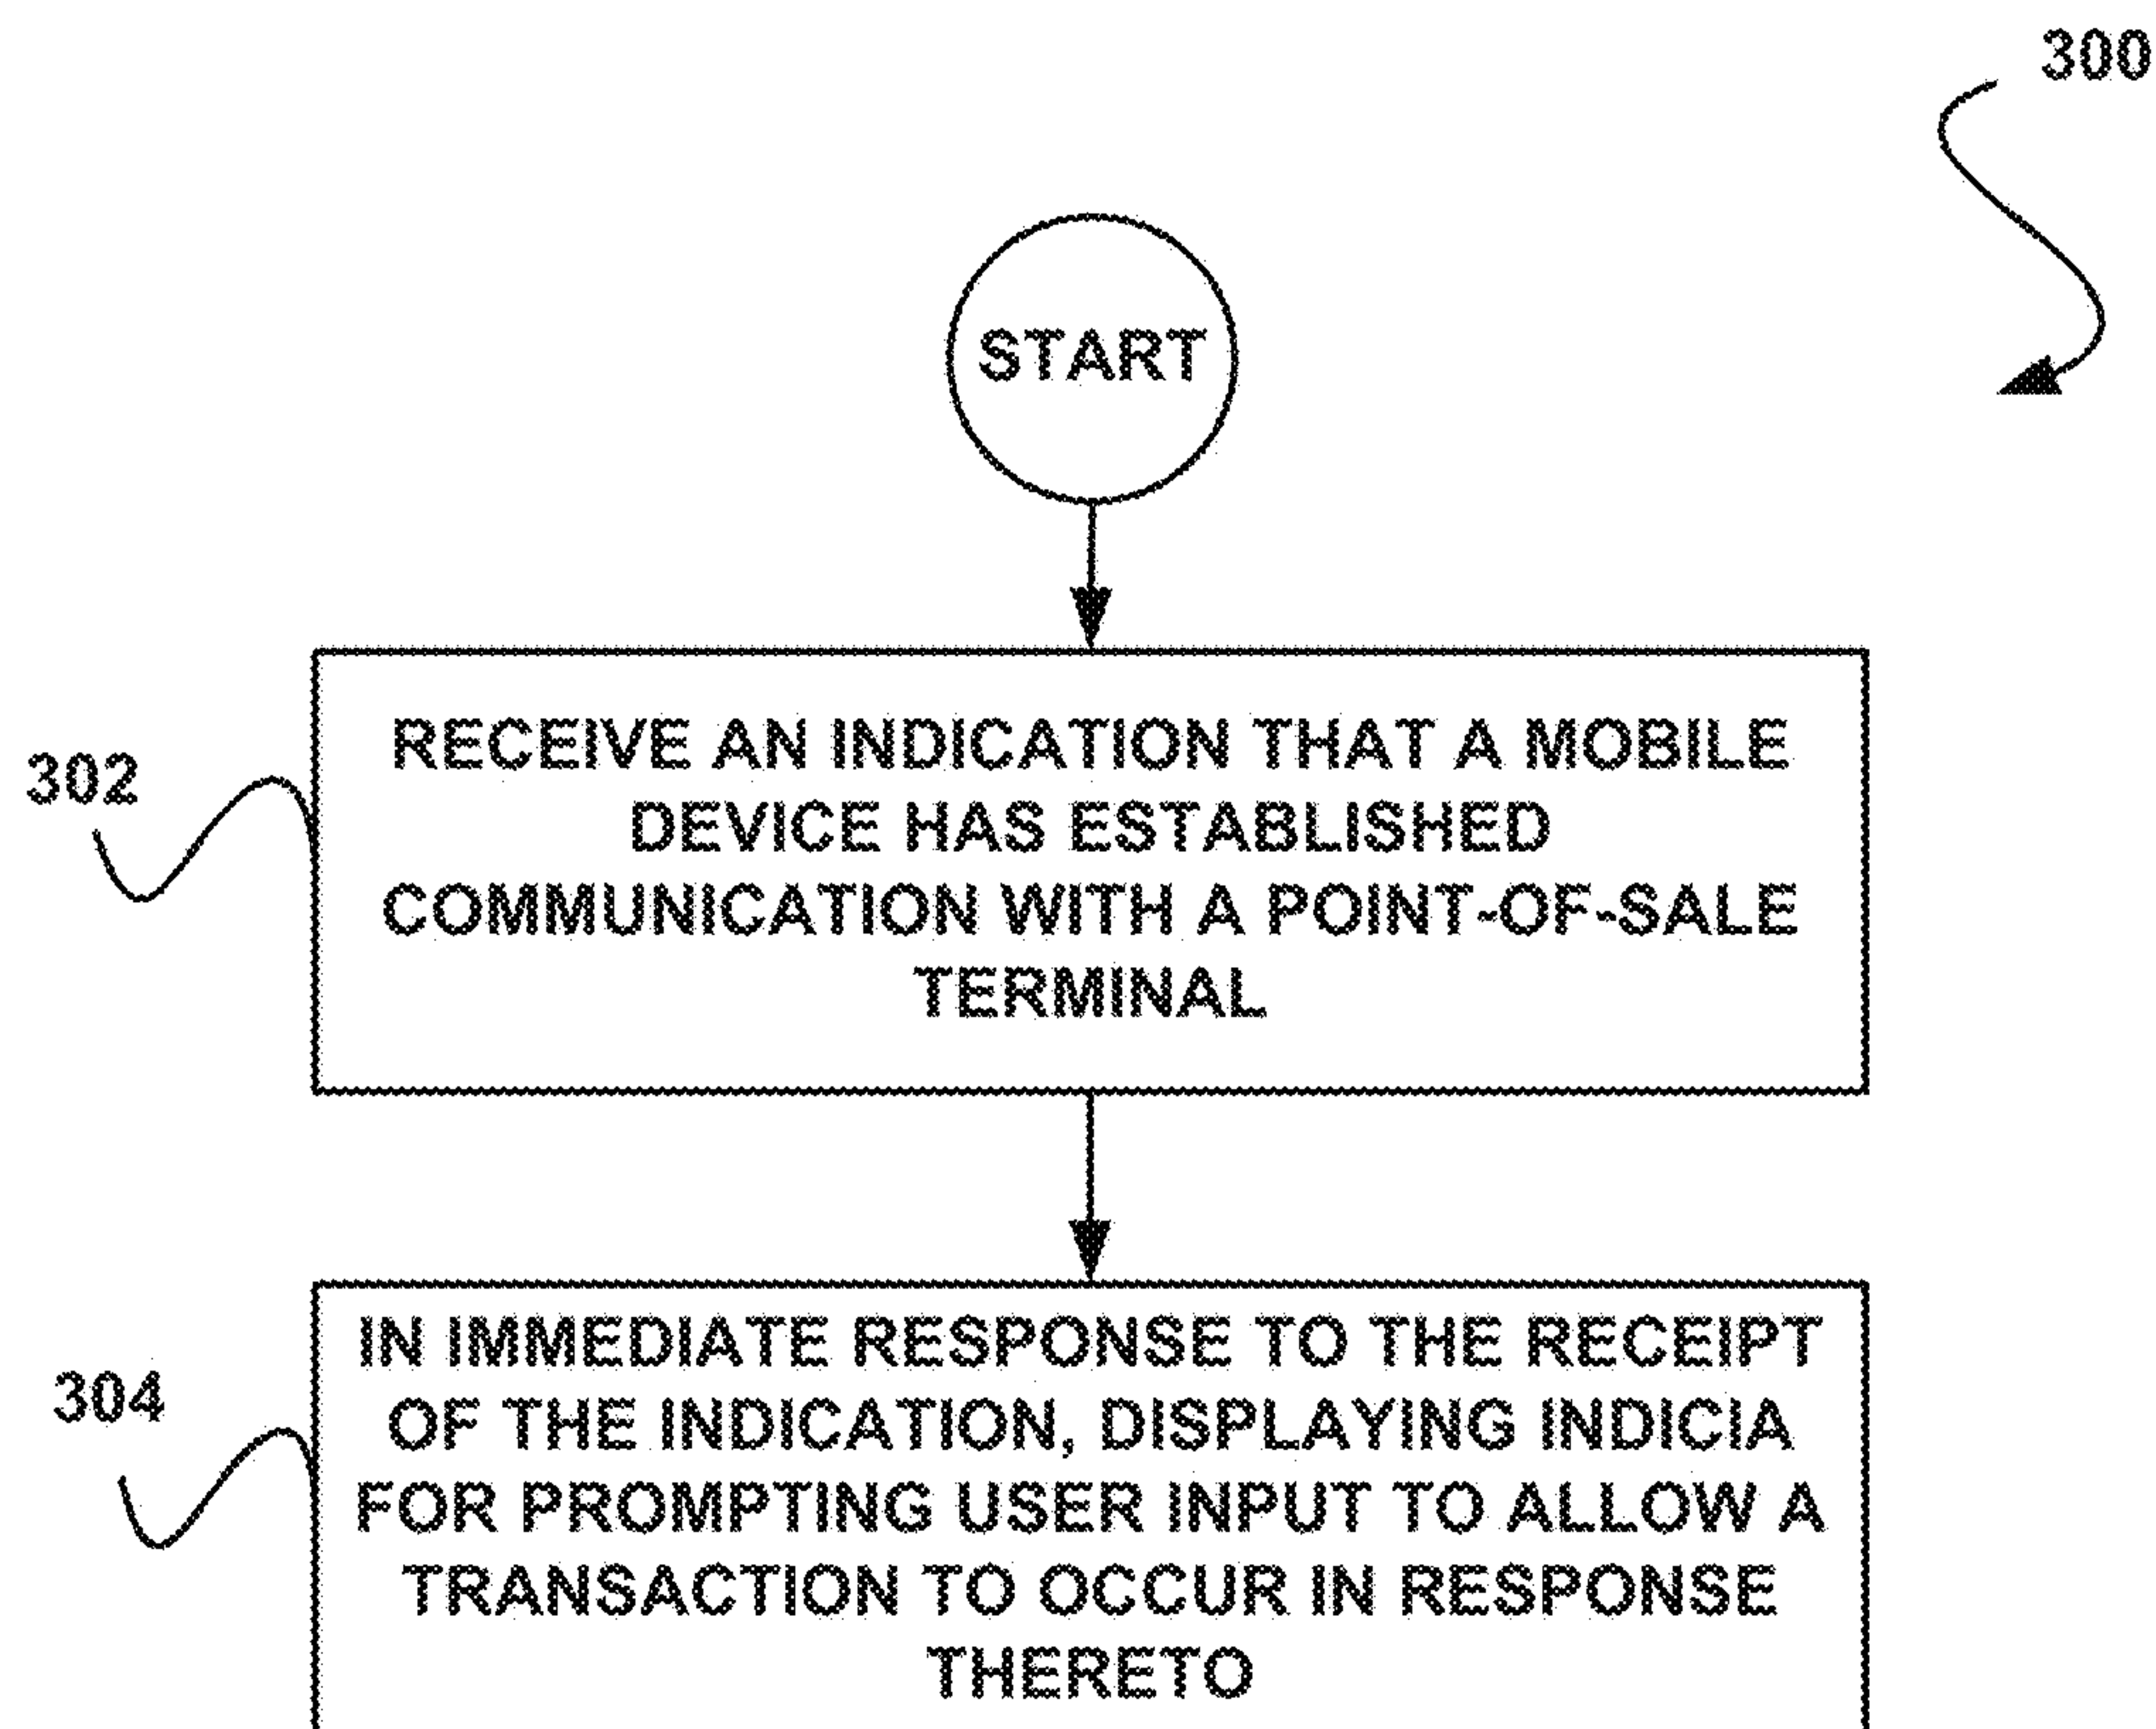 300
START
302
RECEIVE AN INDICATION THAT A MOBILE
DEVICE HAS ESTABLISHED
COMMUNICATION WITH A POINT-OF-SALE
TERMINAL
304
IN IMMEDIATE RESPONSE TO THE RECEIPT
OF THE INDICATION, DISPLAYING INDICIA
FOR PROMPTING USER INPUT TO ALLOW A
TRANSACTION TO OCCUR IN RESPONSE
THERETO